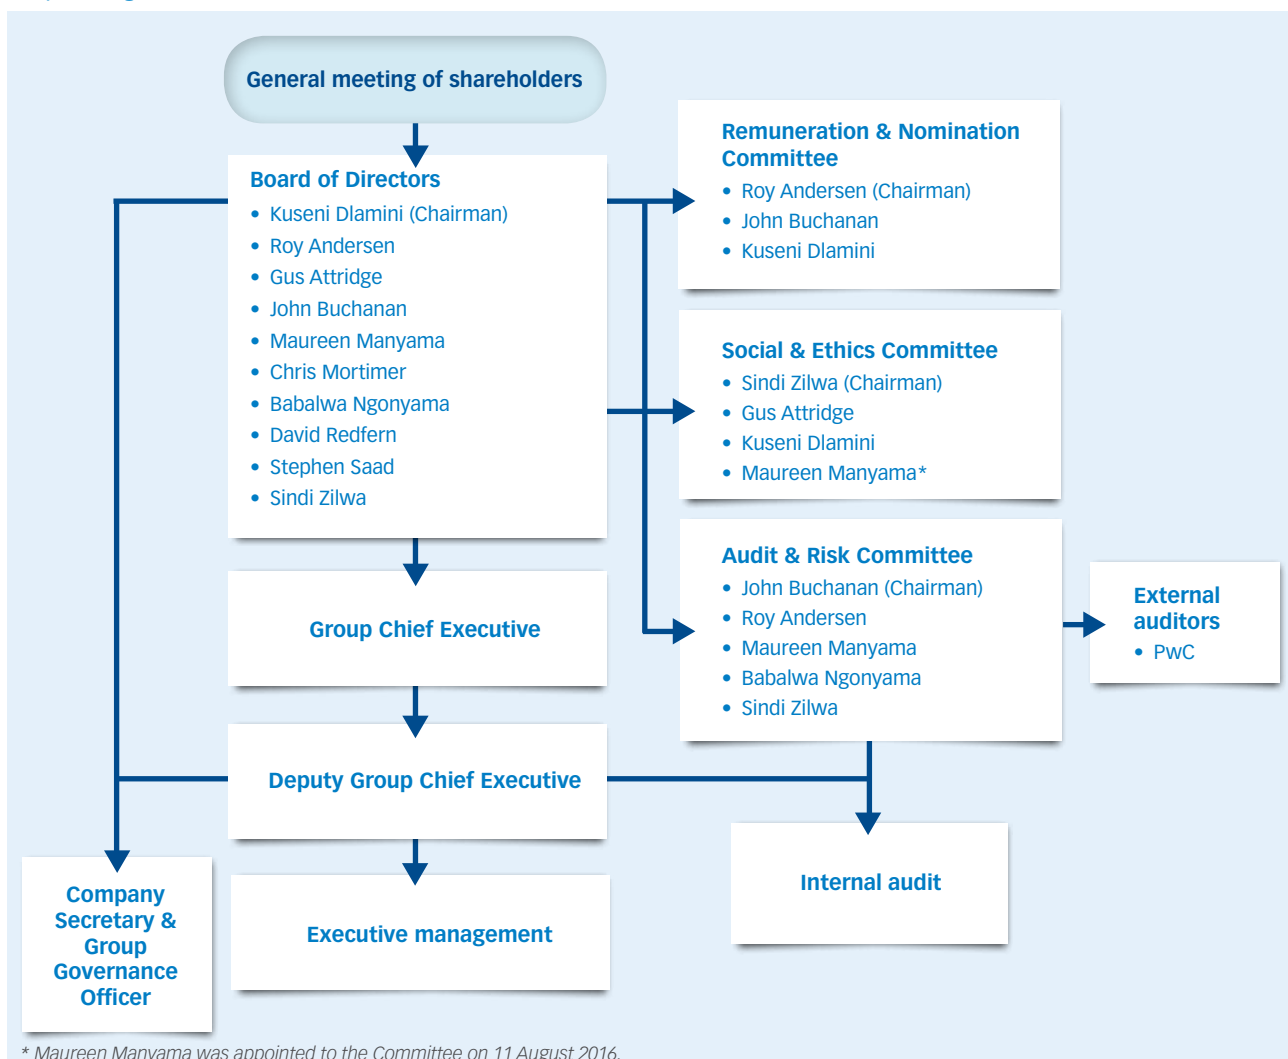 General meeting of shareholders
Board of Directors
• Kuseni Dlamini (Chairman)
• Roy Andersen
• Gus Attridge
• John Buchanan
• Maureen Manyama
• Chris Mortimer
• Babalwa Ngonyama
• David Redfern
• Stephen Saad
• Sindi Zilwa
Remuneration & Nomination
Committee
• Roy Andersen (Chairman)
• John Buchanan
• Kuseni Dlamini
Social & Ethics Committee
• Sindi Zilwa (Chairman)
• Gus Attridge
• Kuseni Dlamini
• Maureen Manyama*
Audit & Risk Committee
• John Buchanan (Chairman)
• Roy Andersen
• Maureen Manyama
• Babalwa Ngonyama
• Sindi Zilwa
External
auditors
• PwC
Group Chief Executive
Deputy Group Chief Executive
Internal audit
Company
Secretary &
Group
Governance
Officer
Executive management
* Maureen Manyama was appointed to the Committee on 11 August 2016.